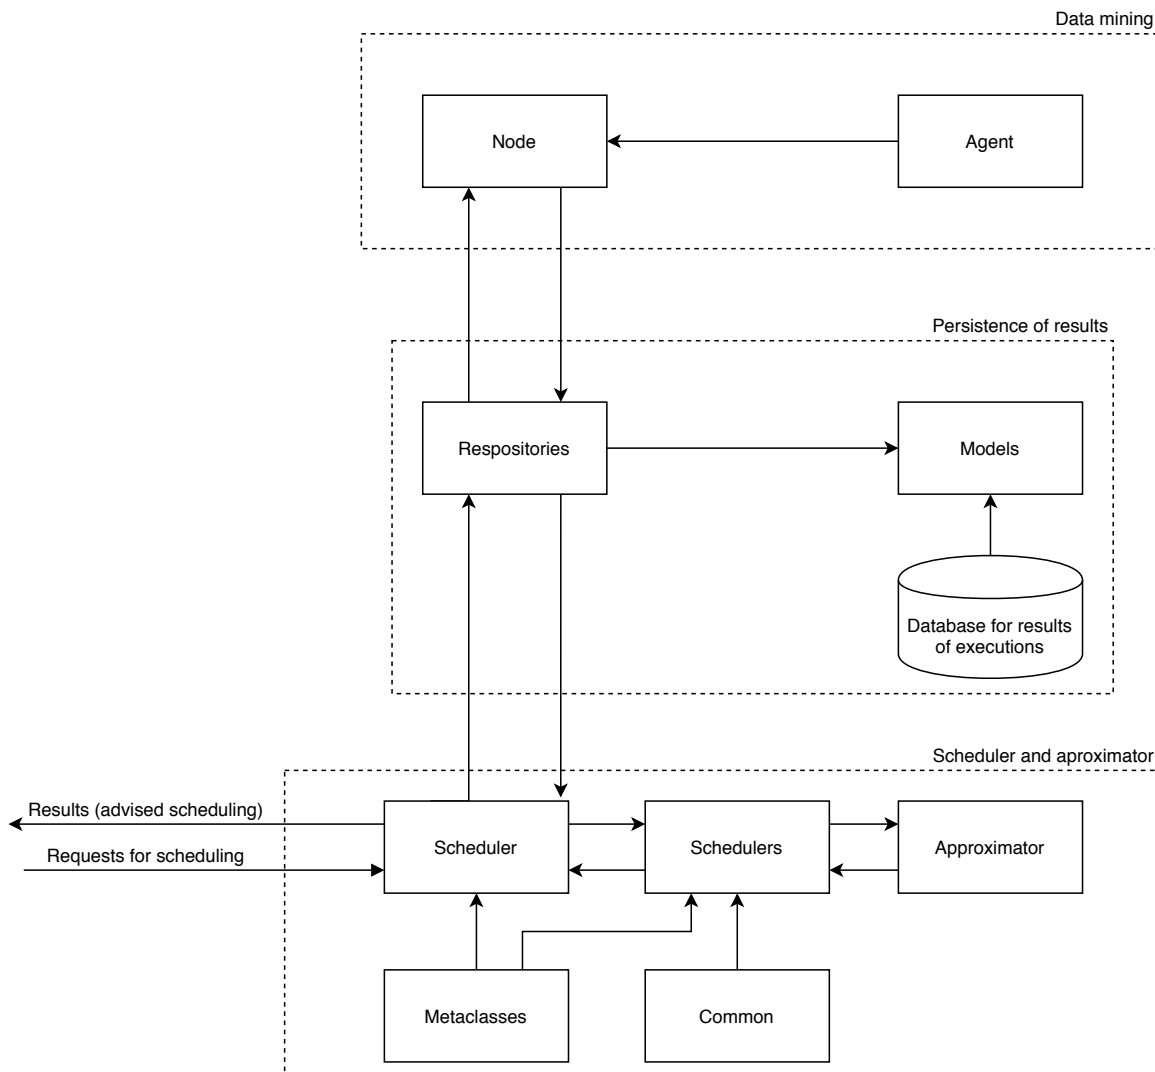 Data mining
Node
Agent
Persistence of results
Respositories
Models
Database for results
of executions
Scheduler and aproximator
Results (advised scheduling)
Requests for scheduling
Scheduler
Schedulers
Approximator
Metaclasses
Common